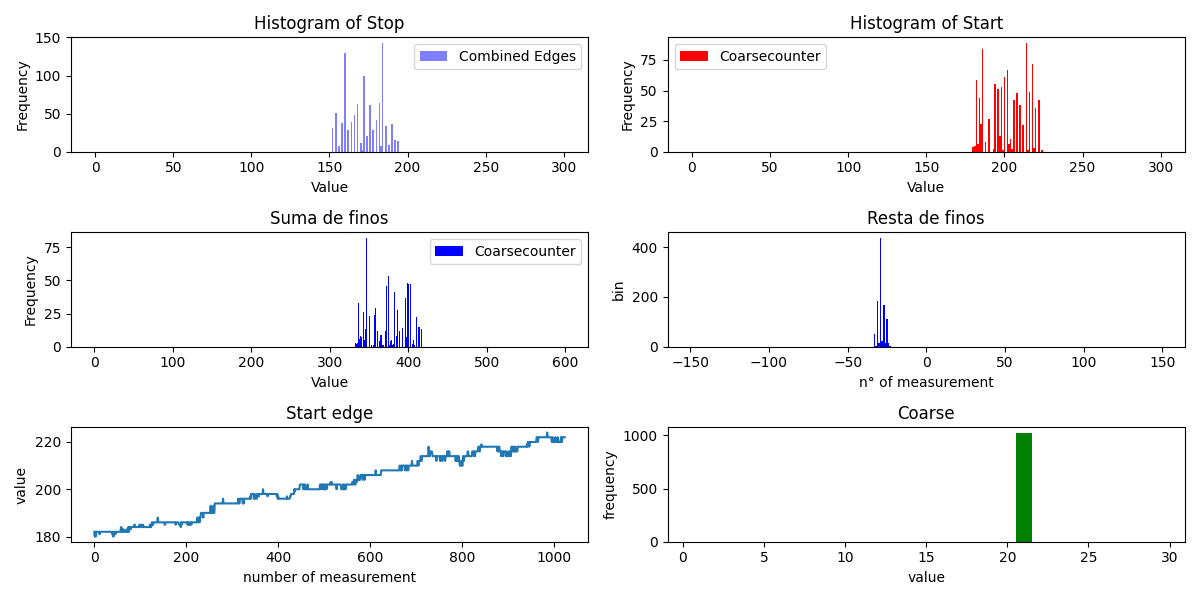 Histogram of Stop
Frequency
150
100
50
0
Combined Edges
0 50 100 150 200 250 300
Value
Histogram of Start
Frequency
75
50
25
0
Coarsecounter
0 50 100 150 200 250 300
Value
Suma de finos
Frequency
75
50
25
0
Coarsecounter
0 100 200 300 400 500 600
Value
Resta de finos
bin
400
200
0
−150 −100 −50 0 50 100 150
n° of measurement
Start edge
value
220
200
180
0 200 400 600 800 1000
number of measurement
Coarse
frequency
1000
500
0
0 5 10 15 20 25 30
value